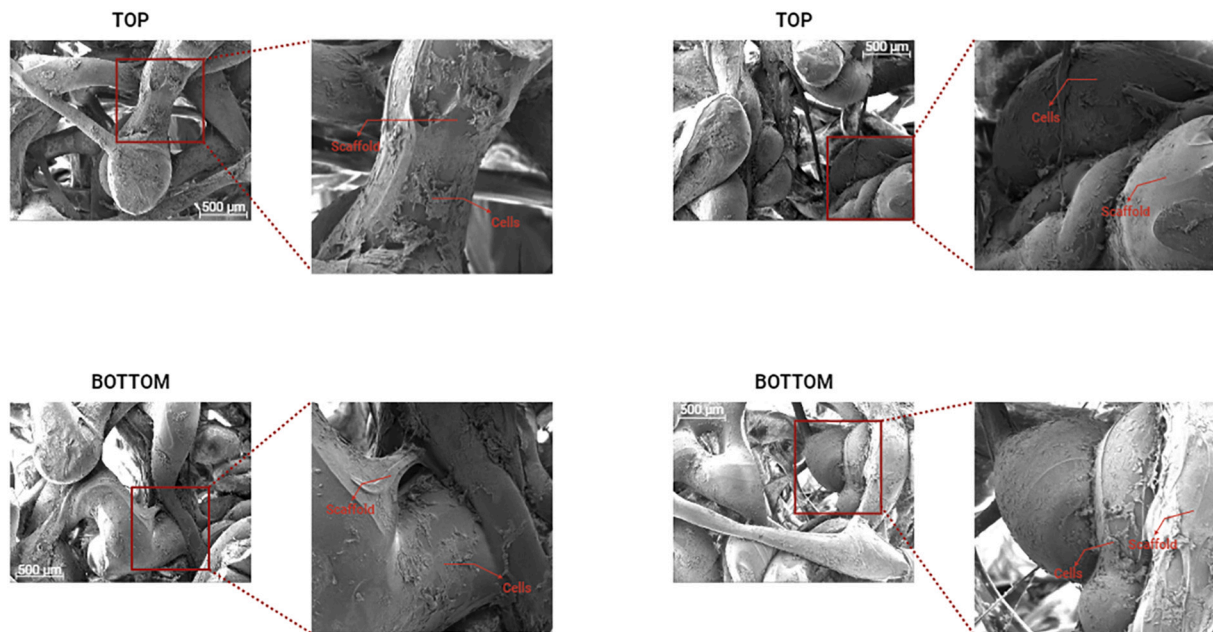 TOP
500 µm
Scaffold
Cells
TOP
500 µm
Cells
Scaffold
BOTTOM
500 µm
Scaffold
Cells
BOTTOM
500 µm
Scaffold
Cells